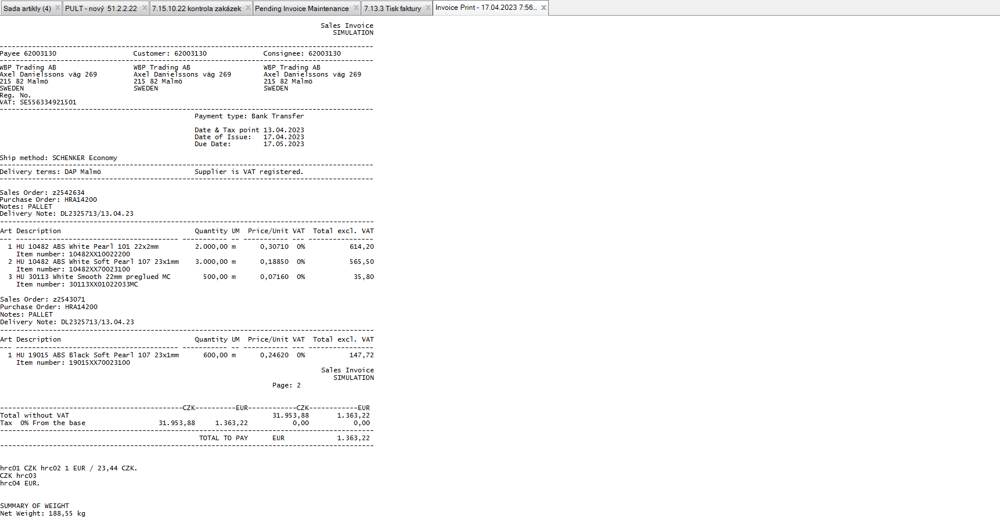 Sada artikly (4) PULT - nový 51.2.2.22 7.15.10.22 kontrola zakázek Pending Invoice Maintenance 7.13.3 Tisk faktury Invoice Print - 17.04.2023 7:56...
Sales Invoice
SIMULATION
Payee 62003130 Customer: 62003130 Consignee: 62003130
WBP Trading AB WBP Trading AB WBP Trading AB
Axel Danielssons väg 269 Axel Danielssons väg 269 Axel Danielssons väg 269
215 82 Malmö 215 82 Malmö 215 82 Malmö
SWEDEN SWEDEN SWEDEN
Reg. No.
VAT: SE556334921501
Payment type: Bank Transfer
Date & Tax point 13.04.2023
Date of Issue: 17.04.2023
Due Date: 17.05.2023
Ship method: SCHENKER Economy
Delivery terms: DAP Malmö Supplier is VAT registered.
Sales Order: z2542634
Purchase Order: HRA14200
Notes: PALLET
Delivery Note: DL2325713/13.04.23
Art Description Quantity UM Price/Unit VAT Total excl. VAT
1 HU 10482 ABS White Pearl 101 22x2mm 2.000,00 m 0,30710 0% 614,20
Item number: 10482XX10022200
2 HU 10482 ABS White Soft Pearl 107 23x1mm 3.000,00 m 0,18850 0% 565,50
Item number: 10482XX70023100
3 HU 30113 White Smooth 22mm preglued MC 500,00 m 0,07160 0% 35,80
Item number: 30113XX01022033MC
Sales Order: z2543071
Purchase Order: HRA14200
Notes: PALLET
Delivery Note: DL2325713/13.04.23
Art Description Quantity UM Price/Unit VAT Total excl. VAT
1 HU 19015 ABS Black Soft Pearl 107 23x1mm 600,00 m 0,24620 0% 147,72
Item number: 19015XX70023100
Sales Invoice
SIMULATION
Page: 2
CZK EUR CZK EUR
Total without VAT 31.953,88 1.363,22
Tax 0% From the base 31.953,88 1.363,22 0,00 0,00
TOTAL TO PAY EUR 1.363,22
hrc01 CZK hrc02 1 EUR / 23,44 CZK.
CZK hrc03
hrc04 EUR.
SUMMARY OF WEIGHT
Net Weight: 188,55 kg